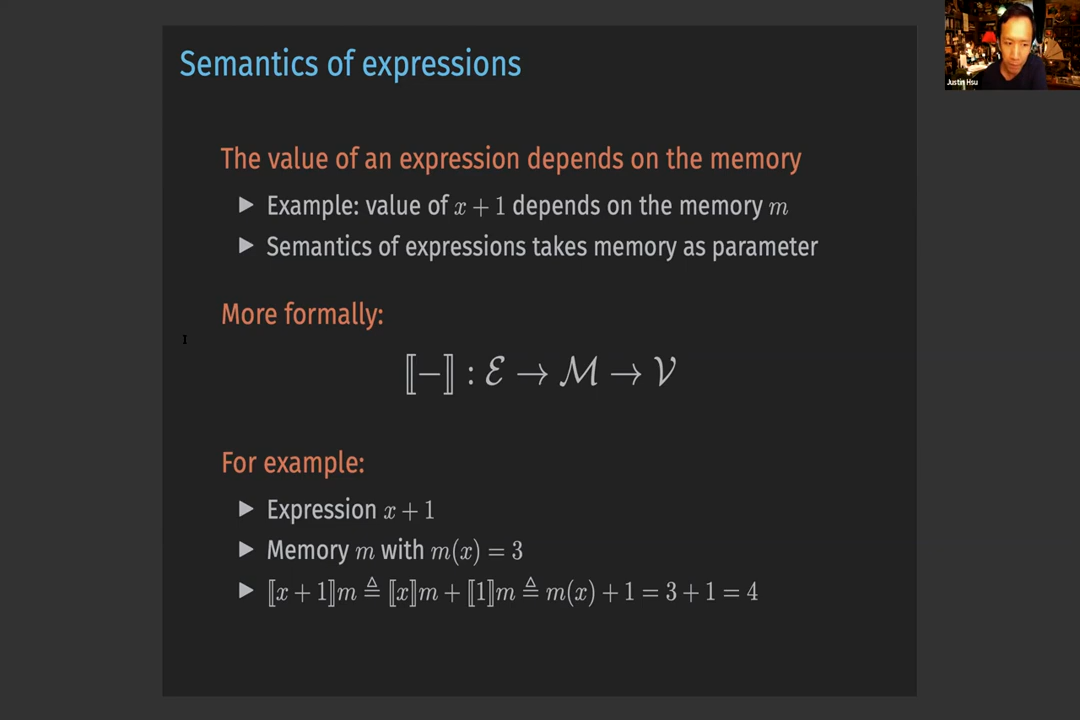 Semantics of expressions
Justin Hsu
The value of an expression depends on the memory
▶ Example: value of x + 1 depends on the memory m
▶ Semantics of expressions takes memory as parameter
More formally:
⟦−⟧ : ℰ → ℳ → 𝒱
For example:
▶ Expression x + 1
▶ Memory m with m(x) = 3
▶ ⟦x + 1⟧m ≜ ⟦x⟧m + ⟦1⟧m ≜ m(x) + 1 = 3 + 1 = 4